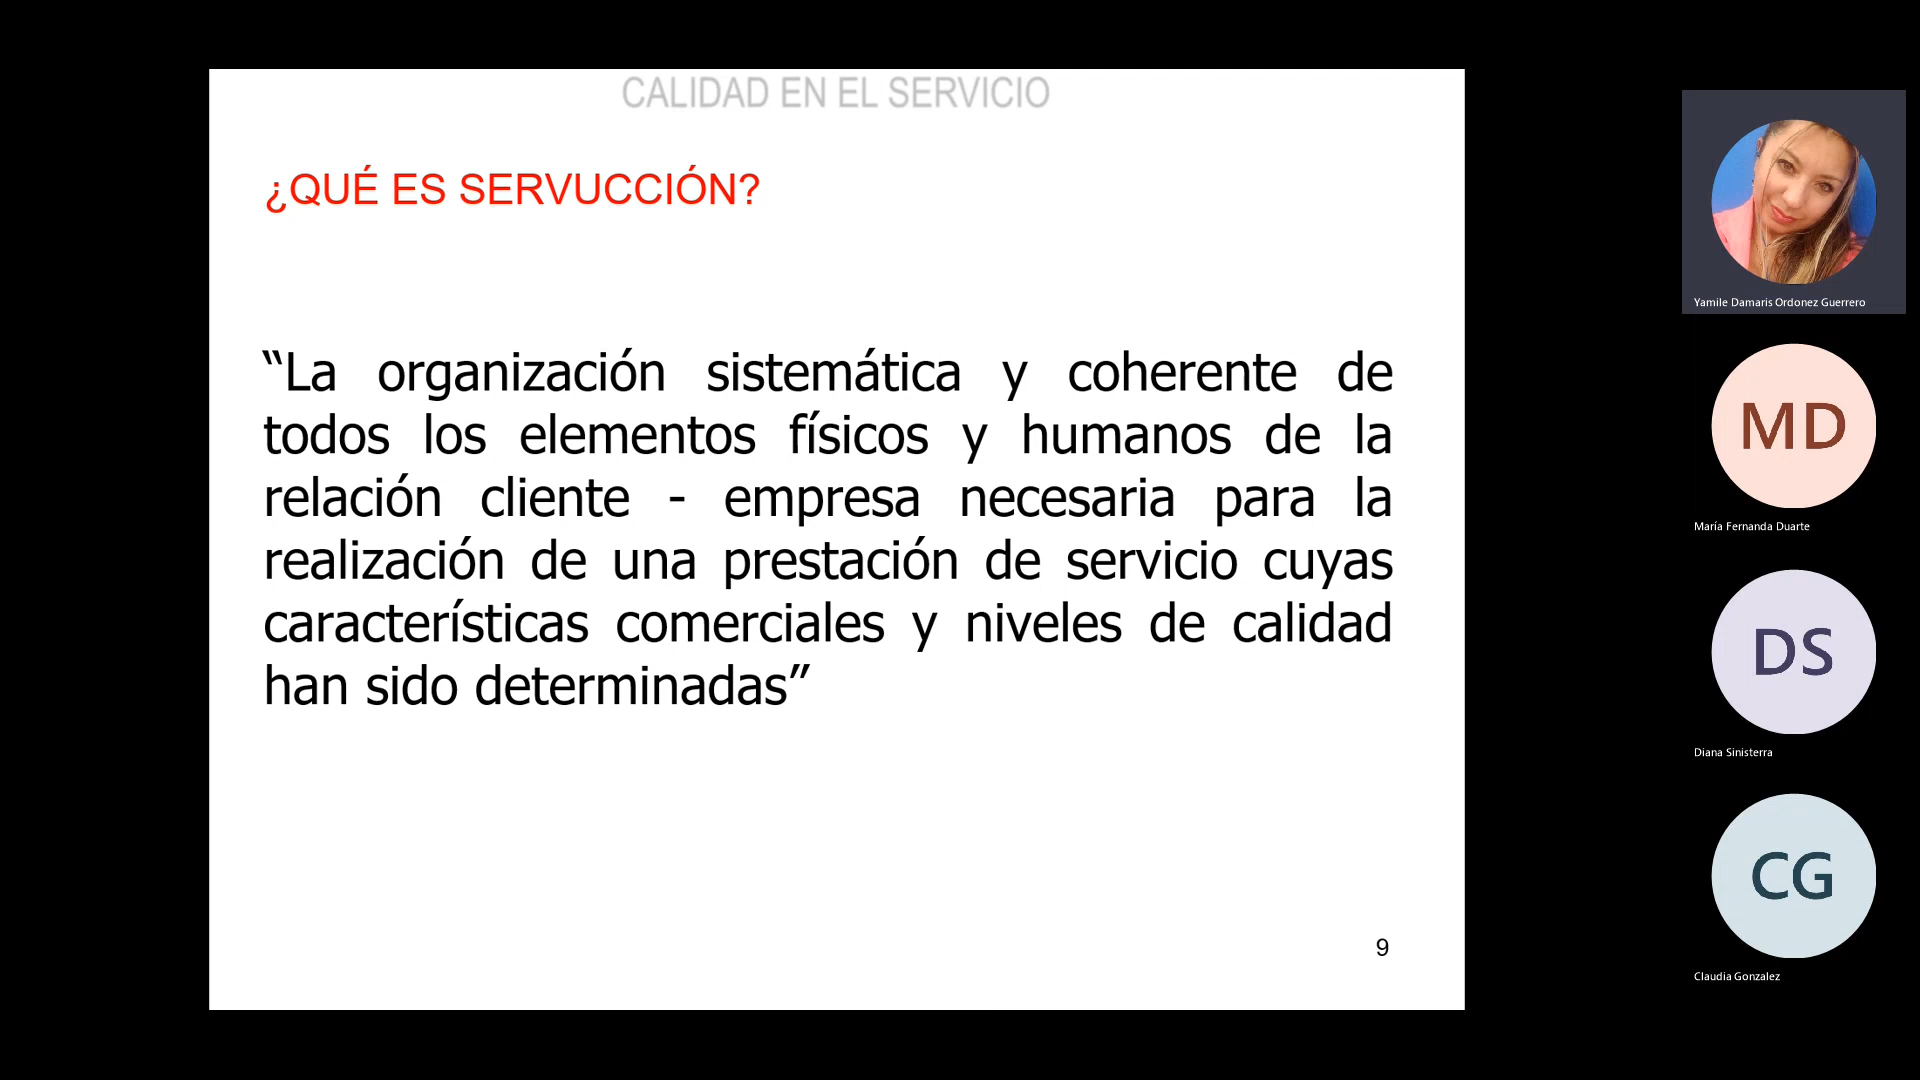 CALIDAD EN EL SERVICIO
¿QUÉ ES SERVUCCIÓN?
“La organización sistemática y coherente de
todos los elementos físicos y humanos de la
relación cliente - empresa necesaria para la
realización de una prestación de servicio cuyas
características comerciales y niveles de calidad
han sido determinadas”
9
Yamile Damaris Ordonez Guerrero
MD
María Fernanda Duarte
DS
Diana Sinisterra
CG
Claudia Gonzalez